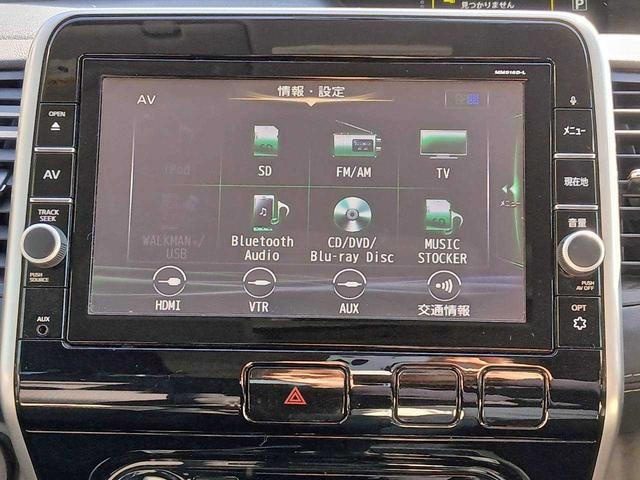 見つかりません
P
MM518D-L
OPEN
AV
TRACK
SEEK
PUSH
SOURCE
AUX
AV
情報・設定
iPod
SD
FM/AM
TV
メニュー
WALKMAN®/
USB
Bluetooth
Audio
CD/DVD/
Blu-ray Disc
MUSIC
STOCKER
HDMI
VTR
AUX
交通情報
メニュー
現在地
音量
PUSH
AV OFF
OPT